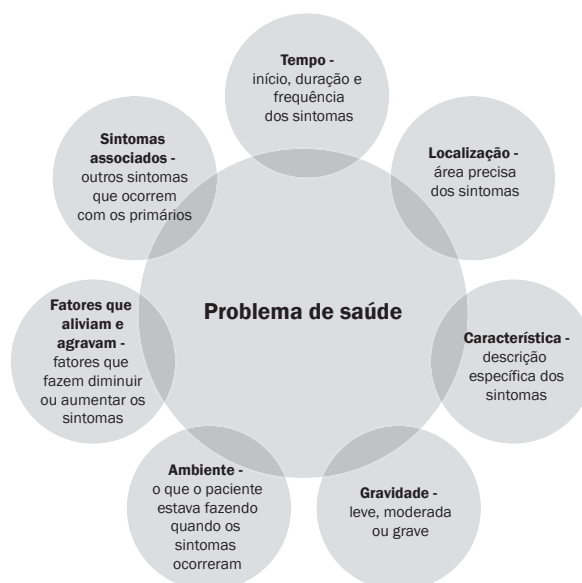 Tempo -
início, duração e
frequência
dos sintomas
Localização -
área precisa
dos sintomas
Característica -
descrição
específica dos
sintomas
Gravidade -
leve, moderada
ou grave
Ambiente -
o que o paciente
estava fazendo
quando os
sintomas
ocorreram
Fatores que
aliviam e
agravam -
fatores que
fazem diminuir
ou aumentar os
sintomas
Sintomas
associados -
outros sintomas
que ocorrem
com os primários
Problema de saúde